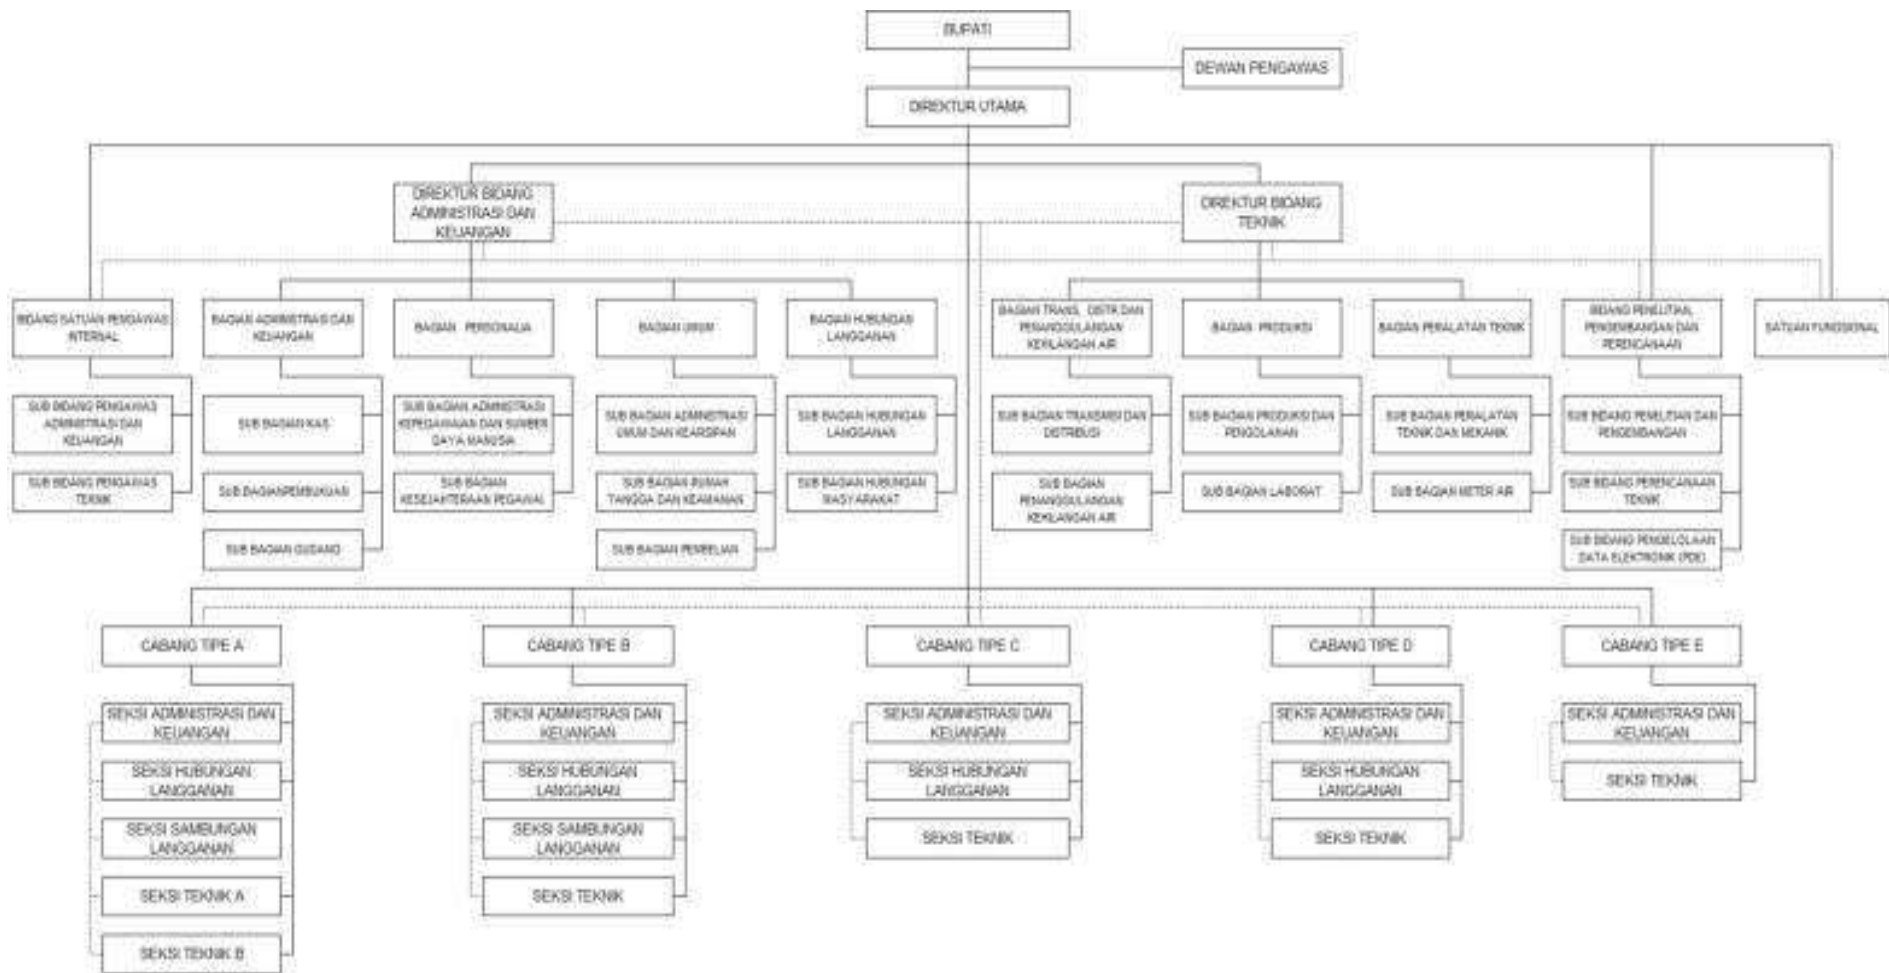 BUPATI
DEWAN PENGAWAS
DIREKTUR UTAMA
DIREKTUR BIDANG
ADMINISTRASI DAN
KEUANGAN
DIREKTUR BIDANG
TEKNIK
BIDANG SATUAN PENGAWAS
INTERNAL
BAGIAN ADMINISTRASI DAN
KEUANGAN
BAGIAN PERSONALIA
BAGIAN UMUM
BAGIAN HUBUNGAN
LANGGANAN
BAGIAN TRANS, DISTR DAN
PENANGGULANGAN
KEHILANGAN AIR
BAGIAN PRODUKSI
BAGIAN PERALATAN TEKNIK
BIDANG PENELITIAN,
PENGEMBANGAN DAN
PERENCANAAN
SATUAN FUNGSIONAL
SUB BIDANG PENGAWAS
ADMINISTRASI DAN
KEUANGAN
SUB BAGIAN KAS
SUB BAGIAN ADMINISTRASI
KEPEGAWAIAN DAN SUMBER
DAYA MANUSIA
SUB BAGIAN ADMINISTRASI
UMUM DAN KEARSIPAN
SUB BAGIAN HUBUNGAN
LANGGANAN
SUB BAGIAN TRANSMISI DAN
DISTRIBUSI
SUB BAGIAN PRODUKSI DAN
PENGOLAHAN
SUB BAGIAN PERALATAN
TEKNIK DAN MEKANIK
SUB BIDANG PENELITIAN DAN
PENGEMBANGAN
SUB BIDANG PENGAWAS
TEKNIK
SUB BAGIANPEMBUKUAN
SUB BAGIAN
KESEJAHTERAAN PEGAWAI
SUB BAGIAN RUMAH
TANGGA DAN KEAMANAN
SUB BAGIAN HUBUNGAN
MASYARAKAT
SUB BAGIAN
PENANGGULANGAN
KEHILANGAN AIR
SUB BAGIAN LABORAT
SUB BAGIAN METER AIR
SUB BIDANG PERENCANAAN
TEKNIK
SUB BAGIAN GUDANG
SUB BAGIAN PEMBELIAN
SUB BIDANG PENGELOLAAN
DATA ELEKTRONIK (PDE)
CABANG TIPE A
CABANG TIPE B
CABANG TIPE C
CABANG TIPE D
CABANG TIPE E
SEKSI ADMINISTRASI DAN
KEUANGAN
SEKSI ADMINISTRASI DAN
KEUANGAN
SEKSI ADMINISTRASI DAN
KEUANGAN
SEKSI ADMINISTRASI DAN
KEUANGAN
SEKSI ADMINISTRASI DAN
KEUANGAN
SEKSI HUBUNGAN
LANGGANAN
SEKSI HUBUNGAN
LANGGANAN
SEKSI HUBUNGAN
LANGGANAN
SEKSI HUBUNGAN
LANGGANAN
SEKSI TEKNIK
SEKSI SAMBUNGAN
LANGGANAN
SEKSI SAMBUNGAN
LANGGANAN
SEKSI TEKNIK
SEKSI TEKNIK
SEKSI TEKNIK A
SEKSI TEKNIK
SEKSI TEKNIK B